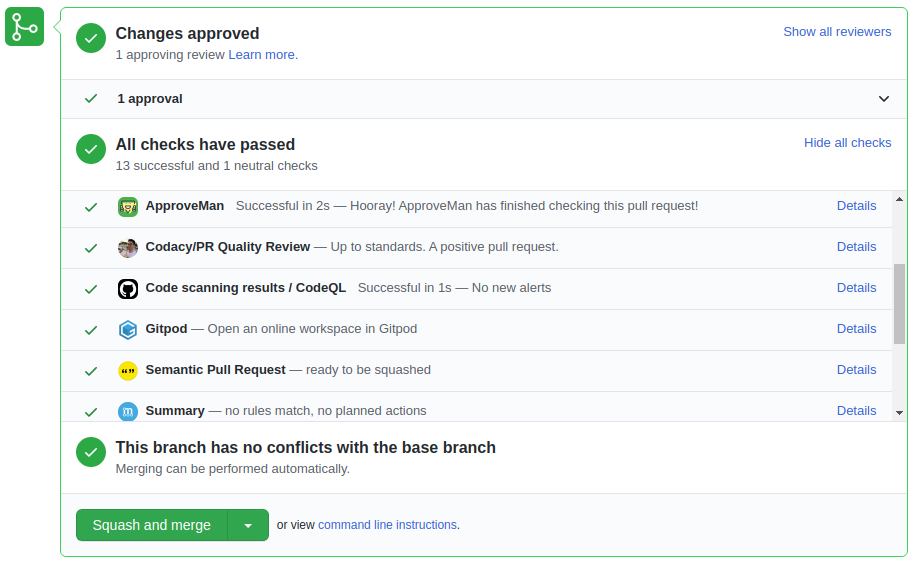 Changes approved
Show all reviewers
1 approving review Learn more.
1 approval
All checks have passed
Hide all checks
13 successful and 1 neutral checks
ApproveMan Successful in 2s — Hooray! ApproveMan has finished checking this pull request! Details
Codacy/PR Quality Review — Up to standards. A positive pull request. Details
Code scanning results / CodeQL Successful in 1s — No new alerts Details
Gitpod — Open an online workspace in Gitpod Details
Semantic Pull Request — ready to be squashed Details
Summary — no rules match, no planned actions Details
This branch has no conflicts with the base branch
Merging can be performed automatically.
Squash and merge or view command line instructions.